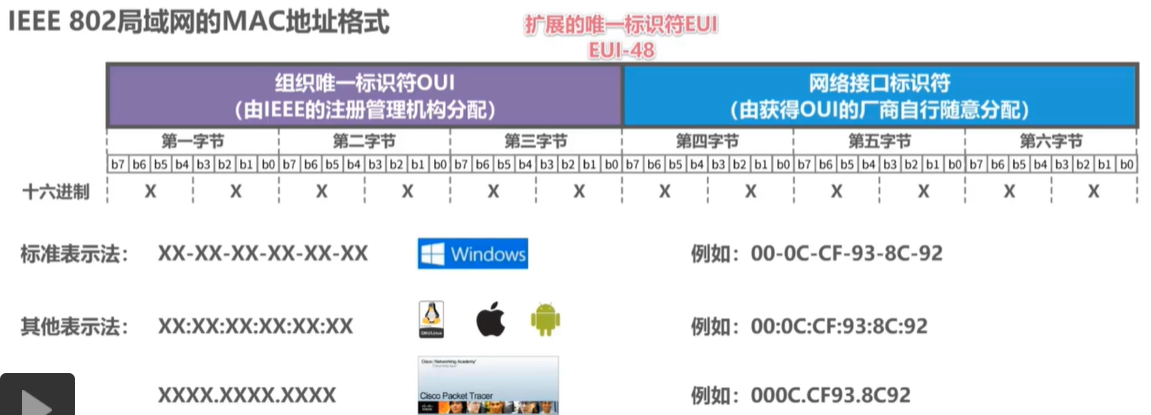 IEEE 802局域网的MAC地址格式
扩展的唯一标识符EUI
EUI-48
组织唯一标识符OUI
（由IEEE的注册管理机构分配）
网络接口标识符
（由获得OUI的厂商自行随意分配）
第一字节 第二字节 第三字节 第四字节 第五字节 第六字节
b7 b6 b5 b4 b3 b2 b1 b0 b7 b6 b5 b4 b3 b2 b1 b0 b7 b6 b5 b4 b3 b2 b1 b0 b7 b6 b5 b4 b3 b2 b1 b0 b7 b6 b5 b4 b3 b2 b1 b0 b7 b6 b5 b4 b3 b2 b1 b0
十六进制 X X X X X X X X X X X X
标准表示法： XX-XX-XX-XX-XX-XX Windows 例如：00-0C-CF-93-8C-92
其他表示法： XX:XX:XX:XX:XX:XX 例如：00:0C:CF:93:8C:92
Cisco Networking Academy
XXXX.XXXX.XXXX Cisco Packet Tracer 例如：000C.CF93.8C92